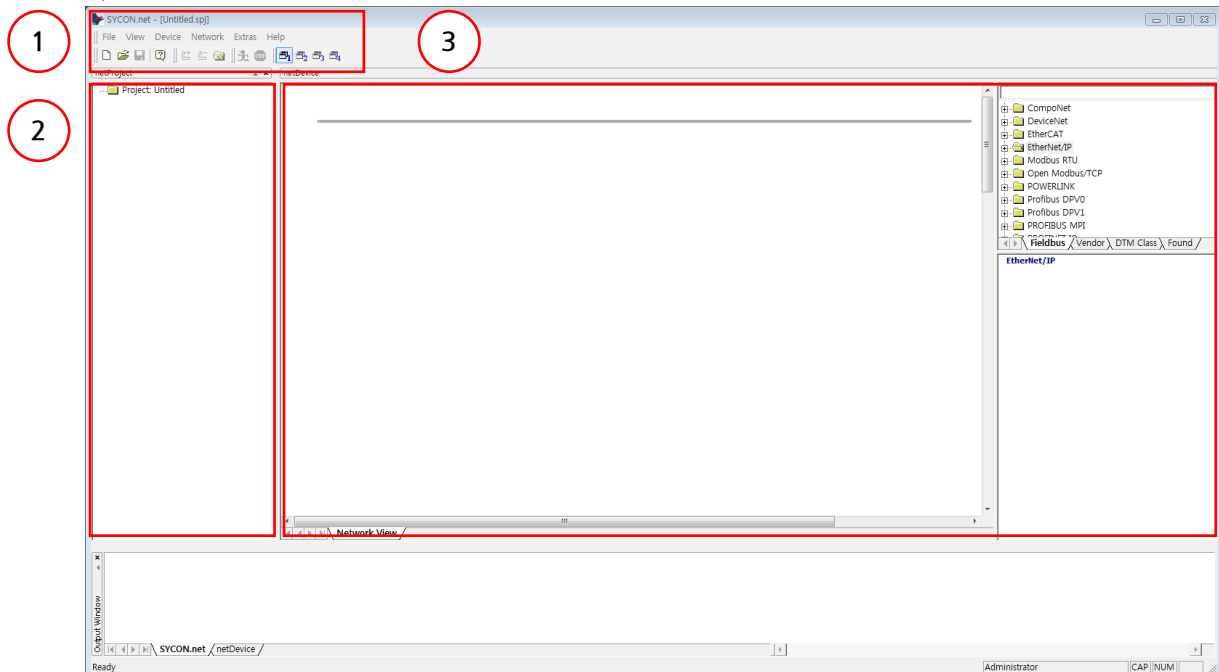 1
3
2
SYCON.net - [Untitled.spj]
File View Device Network Extras Help
netProject
netDevice
Project: Untitled
CompoNet
DeviceNet
EtherCAT
EtherNet/IP
Modbus RTU
Open Modbus/TCP
POWERLINK
Profibus DPV0
Profibus DPV1
PROFIBUS MPI
PROFINET IO
Fieldbus Vendor DTM Class Found
EtherNet/IP
Network View
Output Window
SYCON.net netDevice
Ready
Administrator CAP NUM